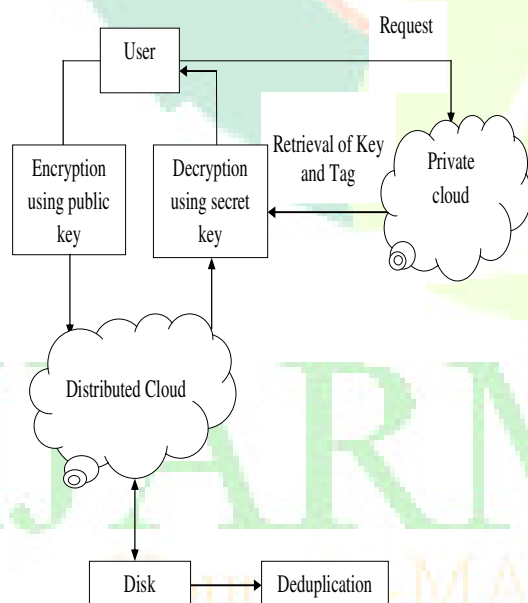 Request
User
Encryption
using public
key
Decryption
using secret
key
Retrieval of Key
and Tag
Private
cloud
Distributed Cloud
JARM
Disk
Deduplication